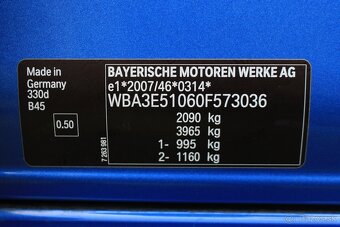 Made in
Germany
330d
B45
0.50
7 263 981
BAYERISCHE MOTOREN WERKE AG
e1*2007/46*0314*
WBA3E51060F573036
2090 kg
3965 kg
1- 995 kg
2- 1160 kg